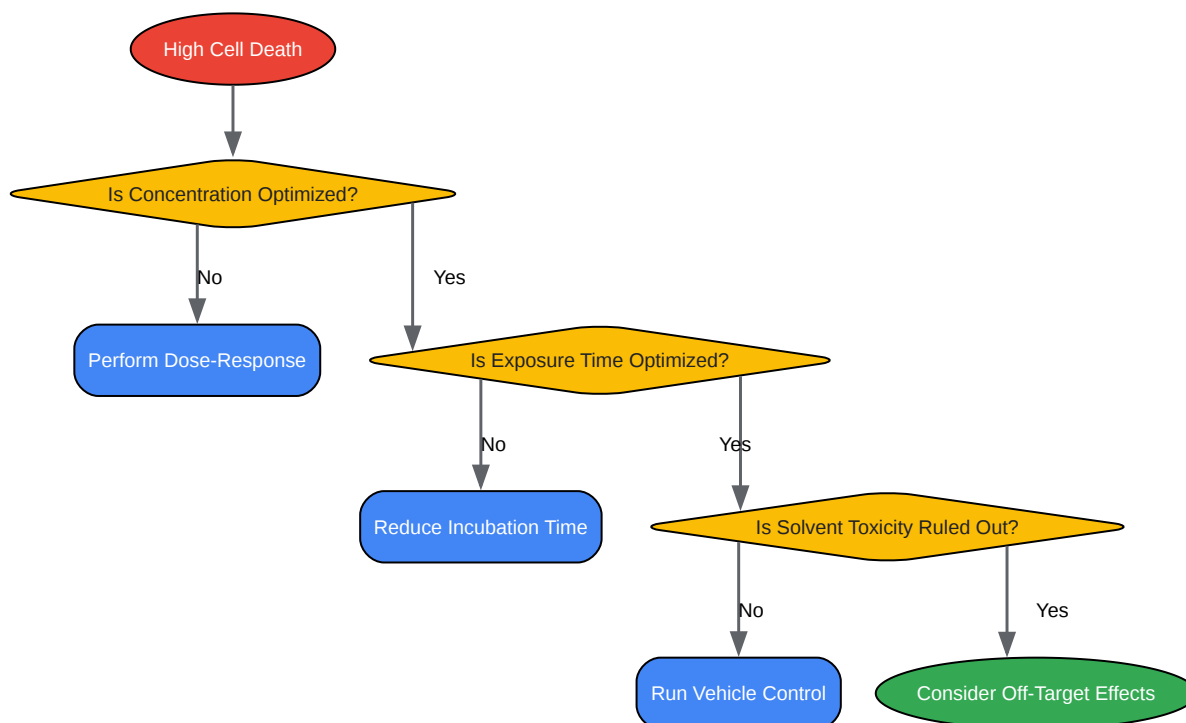 High Cell Death
Is Concentration Optimized?
No
Yes
Perform Dose-Response
Is Exposure Time Optimized?
No
Yes
Reduce Incubation Time
Is Solvent Toxicity Ruled Out?
No
Yes
Run Vehicle Control
Consider Off-Target Effects